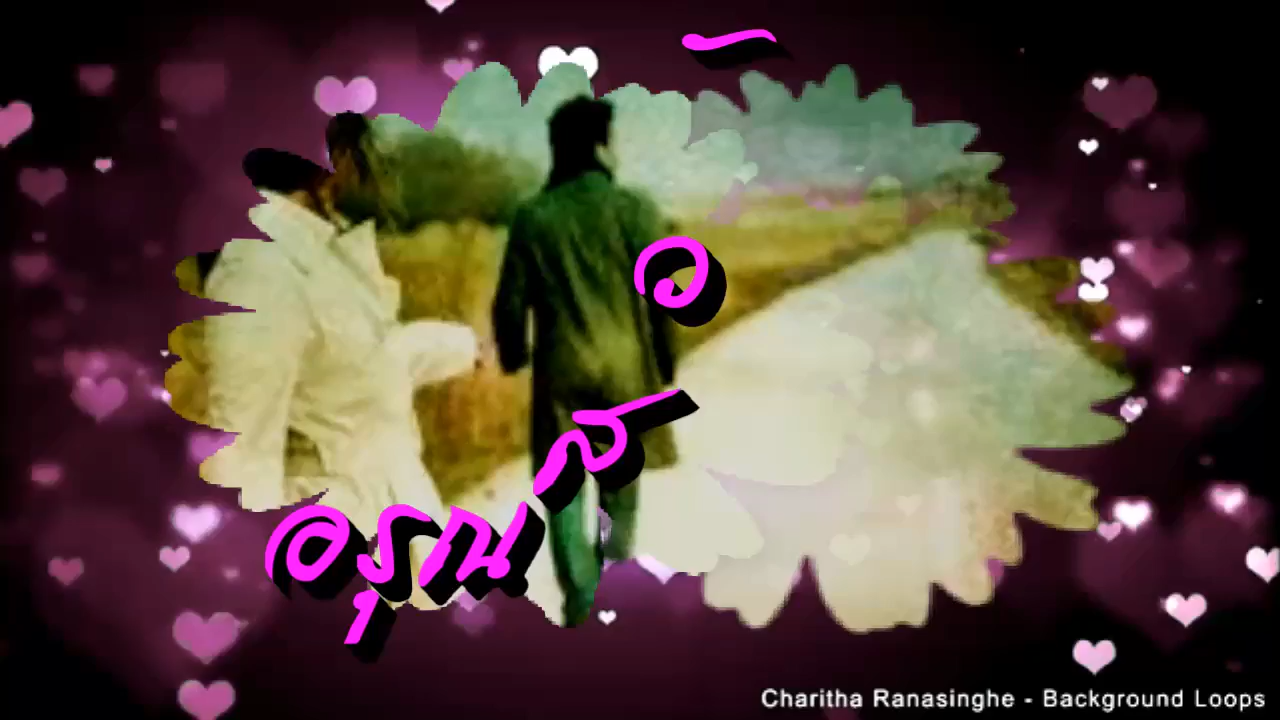 อรุณ
Charitha Ranasinghe - Background Loops